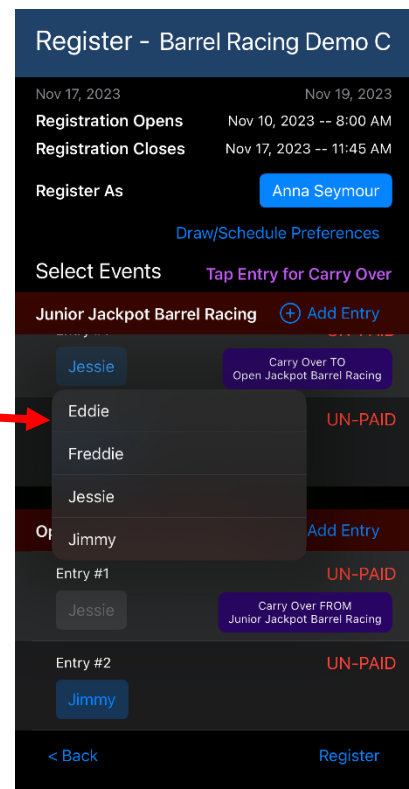 Register - Barrel Racing Demo C
Nov 17, 2023 Nov 19, 2023
Registration Opens Nov 10, 2023 -- 8:00 AM
Registration Closes Nov 17, 2023 -- 11:45 AM
Register As Anna Seymour
Draw/Schedule Preferences
Select Events Tap Entry for Carry Over
Junior Jackpot Barrel Racing + Add Entry
Jessie Carry Over TO
Open Jackpot Barrel Racing
Eddie UN-PAID
Freddie
Jessie
Jimmy Add Entry
Entry #1 UN-PAID
Jessie Carry Over FROM
Junior Jackpot Barrel Racing
Entry #2 UN-PAID
Jimmy
< Back Register